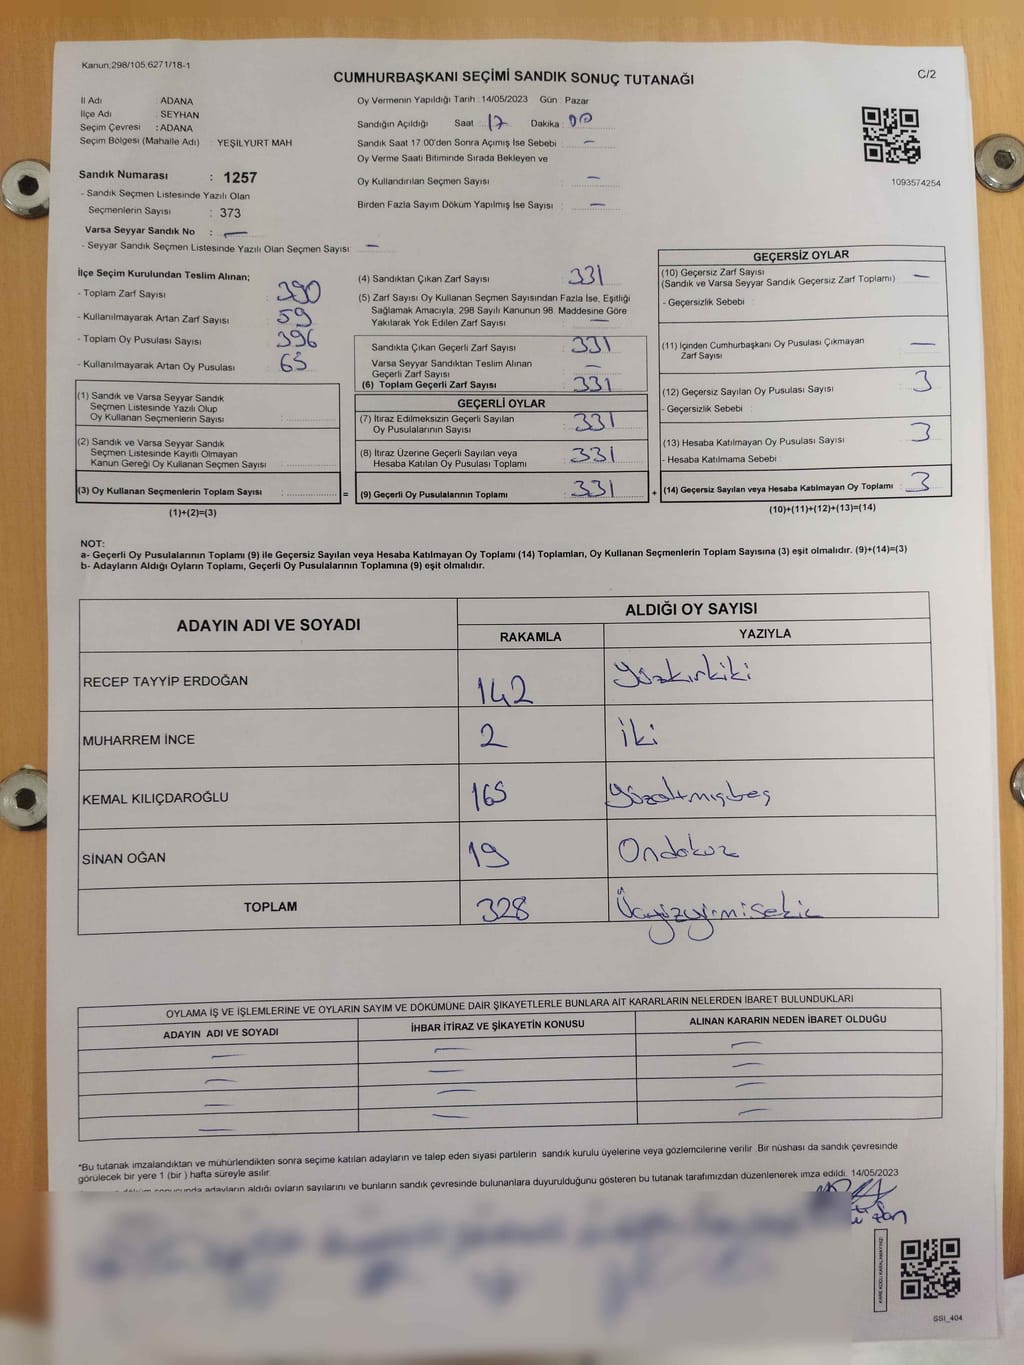 Kanun;298/105,6271/18-1
CUMHURBAŞKANI SEÇİMİ SANDIK SONUÇ TUTANAĞI
C/2
İl Adı : ADANA
İlçe Adı : SEYHAN
Seçim Çevresi : ADANA
Seçim Bölgesi (Mahalle Adı) : YEŞİLYURT MAH
Oy Vermenin Yapıldığı Tarih : 14/05/2023 Gün : Pazar
Sandığın Açıldığı Saat : 17 Dakika : 00
Sandık Saat 17.00'den Sonra Açımış İse Sebebi : —
Oy Verme Saati Bitiminde Sırada Bekleyen ve
Oy Kullandırılan Seçmen Sayısı : —
Birden Fazla Sayım Döküm Yapılmış İse Sayısı : —
1093574254
Sandık Numarası : 1257
- Sandık Seçmen Listesinde Yazılı Olan
Seçmenlerin Sayısı : 373
Varsa Seyyar Sandık No : —
- Seyyar Sandık Seçmen Listesinde Yazılı Olan Seçmen Sayısı: —
İlçe Seçim Kurulundan Teslim Alınan;
- Toplam Zarf Sayısı : 390
- Kullanılmayarak Artan Zarf Sayısı : 59
- Toplam Oy Pusulası Sayısı : 396
- Kullanılmayarak Artan Oy Pusulası : 65
(1) Sandık ve Varsa Seyyar Sandık
Seçmen Listesinde Yazılı Olup
Oy Kullanan Seçmenlerin Sayısı :
(2) Sandık ve Varsa Seyyar Sandık
Seçmen Listesinde Kayıtlı Olmayan
Kanun Gereği Oy Kullanan Seçmen Sayısı :
(3) Oy Kullanan Seçmenlerin Toplam Sayısı : =
(1)+(2)=(3)
(4) Sandıktan Çıkan Zarf Sayısı : 331
(5) Zarf Sayısı Oy Kullanan Seçmen Sayısından Fazla İse, Eşitliği
Sağlamak Amacıyla; 298 Sayılı Kanunun 98. Maddesine Göre
Yakılarak Yok Edilen Zarf Sayısı : —
Sandıkta Çıkan Geçerli Zarf Sayısı : 331
Varsa Seyyar Sandıktan Teslim Alınan
Geçerli Zarf Sayısı : —
(6) Toplam Geçerli Zarf Sayısı : 331
GEÇERLİ OYLAR
(7) İtiraz Edilmeksizin Geçerli Sayılan
Oy Pusulalarının Sayısı : 331
(8) İtiraz Üzerine Geçerli Sayılan veya
Hesaba Katılan Oy Pusulası Toplamı : 331
(9) Geçerli Oy Pusulalarının Toplamı : 331 +
GEÇERSİZ OYLAR
(10) Geçersiz Zarf Sayısı : —
(Sandık ve Varsa Seyyar Sandık Geçersiz Zarf Toplamı)
- Geçersizlik Sebebi :
(11) İçinden Cumhurbaşkanı Oy Pusulası Çıkmayan : —
Zarf Sayısı
(12) Geçersiz Sayılan Oy Pusulası Sayısı : 3
- Geçersizlik Sebebi :
(13) Hesaba Katılmayan Oy Pusulası Sayısı : 3
- Hesaba Katılmama Sebebi :
(14) Geçersiz Sayılan veya Hesaba Katılmayan Oy Toplamı : 3
(10)+(11)+(12)+(13)=(14)
NOT:
a- Geçerli Oy Pusulalarının Toplamı (9) ile Geçersiz Sayılan veya Hesaba Katılmayan Oy Toplamı (14) Toplamları, Oy Kullanan Seçmenlerin Toplam Sayısına (3) eşit olmalıdır. (9)+(14)=(3)
b- Adayların Aldığı Oyların Toplamı, Geçerli Oy Pusulalarının Toplamına (9) eşit olmalıdır.
ADAYIN ADI VE SOYADI
ALDIĞI OY SAYISI
RAKAMLA YAZIYLA
RECEP TAYYİP ERDOĞAN 142 Yüzkırkiki
MUHARREM İNCE 2 İki
KEMAL KILIÇDAROĞLU 165 Yüzaltmışbeş
SİNAN OĞAN 19 Ondokuz
TOPLAM 328 Üçyüzyirmisekiz
OYLAMA İŞ VE İŞLEMLERİNE VE OYLARIN SAYIM VE DÖKÜMÜNE DAİR ŞİKAYETLERLE BUNLARA AİT KARARLARIN NELERDEN İBARET BULUNDUKLARI
ADAYIN ADI VE SOYADI İHBAR İTİRAZ VE ŞİKAYETİN KONUSU ALINAN KARARIN NEDEN İBARET OLDUĞU
— — —
— — —
— — —
— — —
*Bu tutanak imzalandıktan ve mühürlendikten sonra seçime katılan adayların ve talep eden siyasi partilerin sandık kurulu üyelerine veya gözlemcilerine verilir. Bir nüshası da sandık çevresinde
görülecek bir yere 1 (bir ) hafta süreyle asılır.
sonucunda adayların aldığı oyların sayılarını ve bunların sandık çevresinde bulunanlara duyurulduğunu gösteren bu tutanak tarafımızdan düzenlenerek imza edildi. 14/05/2023
KARE KODU KARALAMAYINIZ!
SSI_404